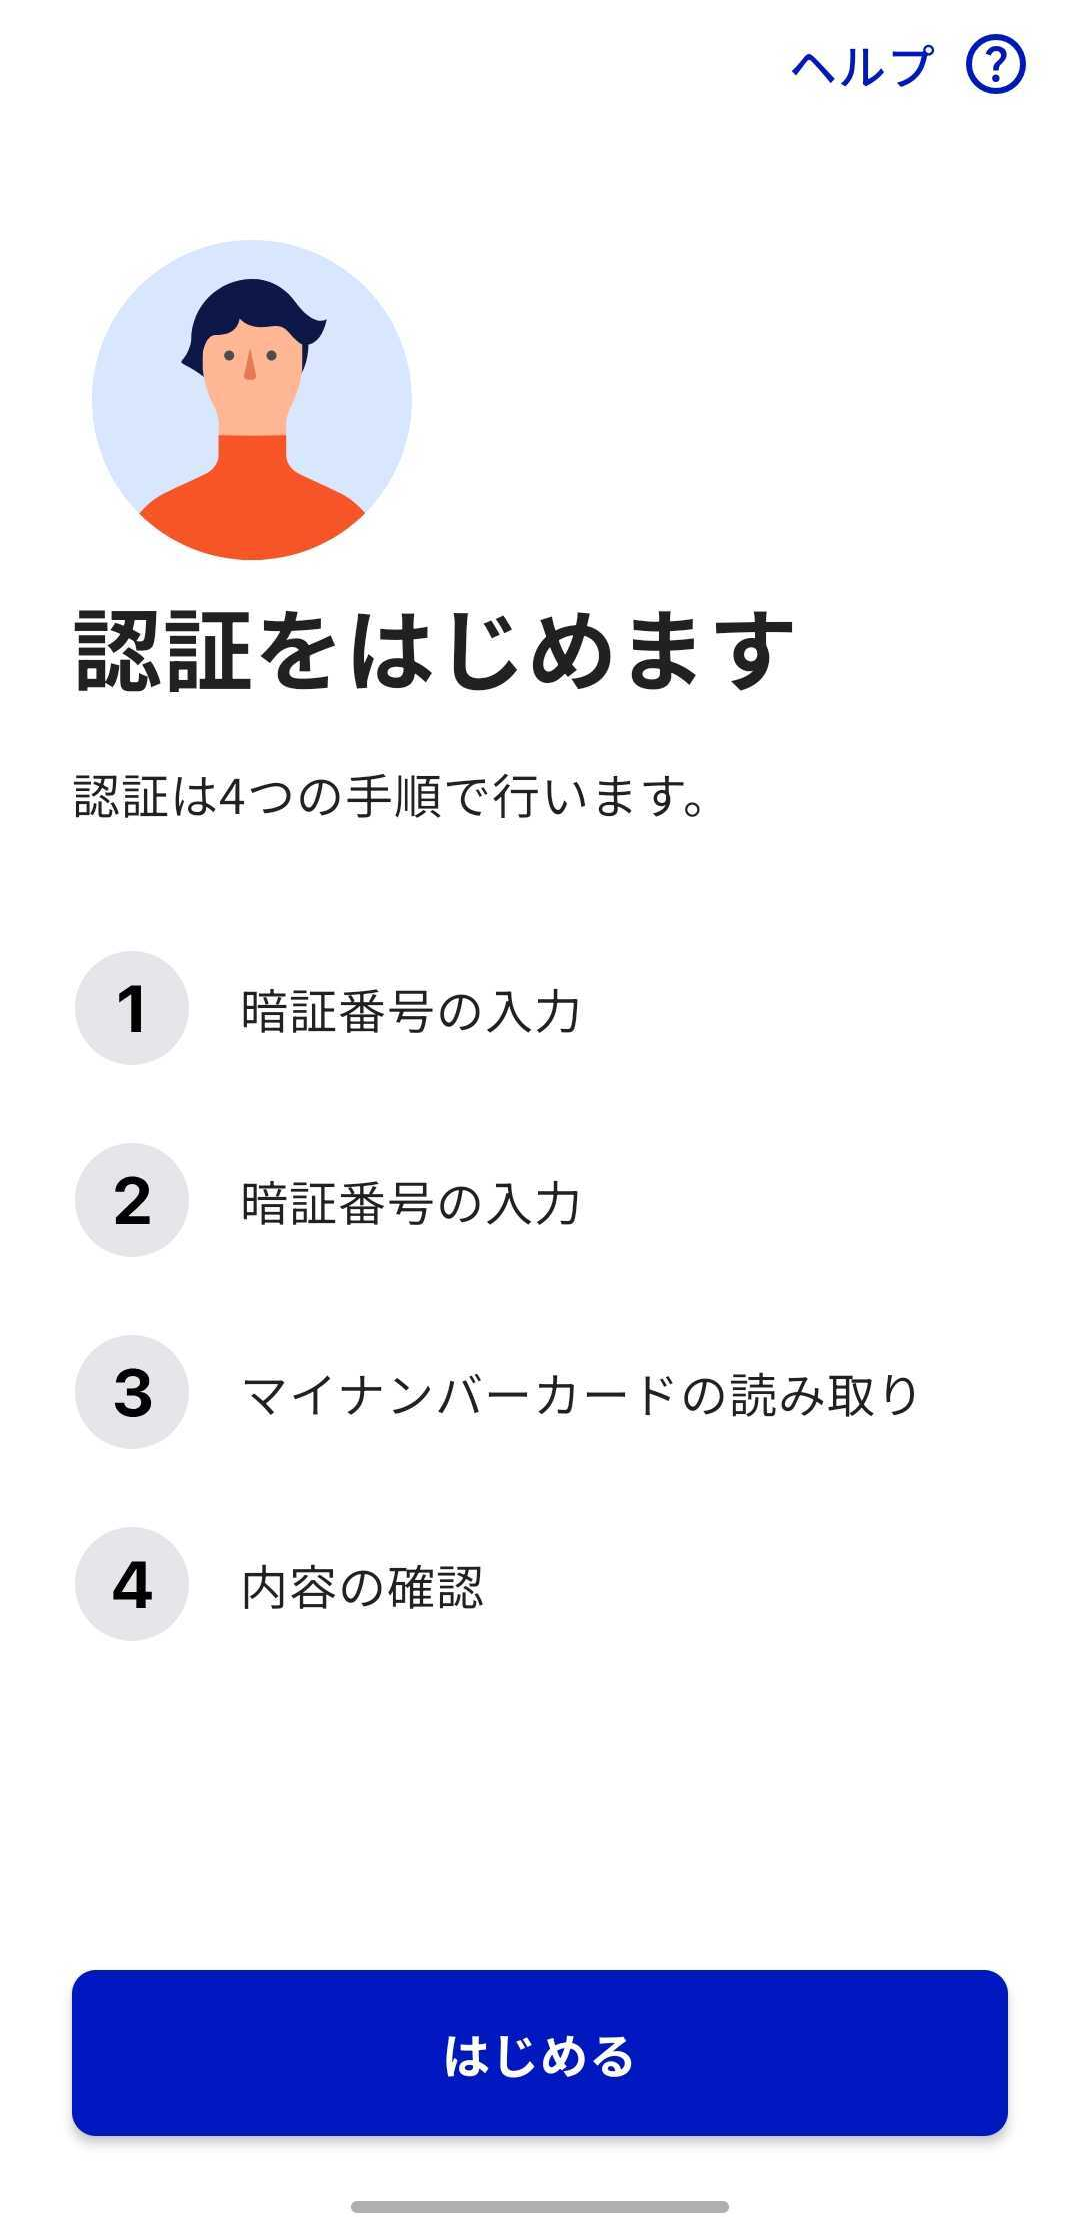 ヘルプ ?
認証をはじめます
認証は4つの手順で行います。
1 暗証番号の入力
2 暗証番号の入力
3 マイナンバーカードの読み取り
4 内容の確認
はじめる